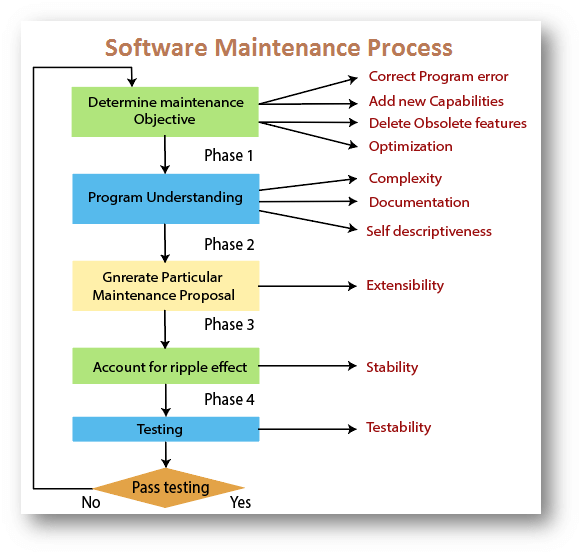 Software Maintenance Process
Determine maintenance
Objective
Correct Program error
Add new Capabilities
Delete Obsolete features
Optimization
Phase 1
Program Understanding
Complexity
Documentation
Self descriptiveness
Phase 2
Gnrerate Particular
Maintenance Proposal
Extensibility
Phase 3
Account for ripple effect
Stability
Phase 4
Testing
Testability
Pass testing
No
Yes